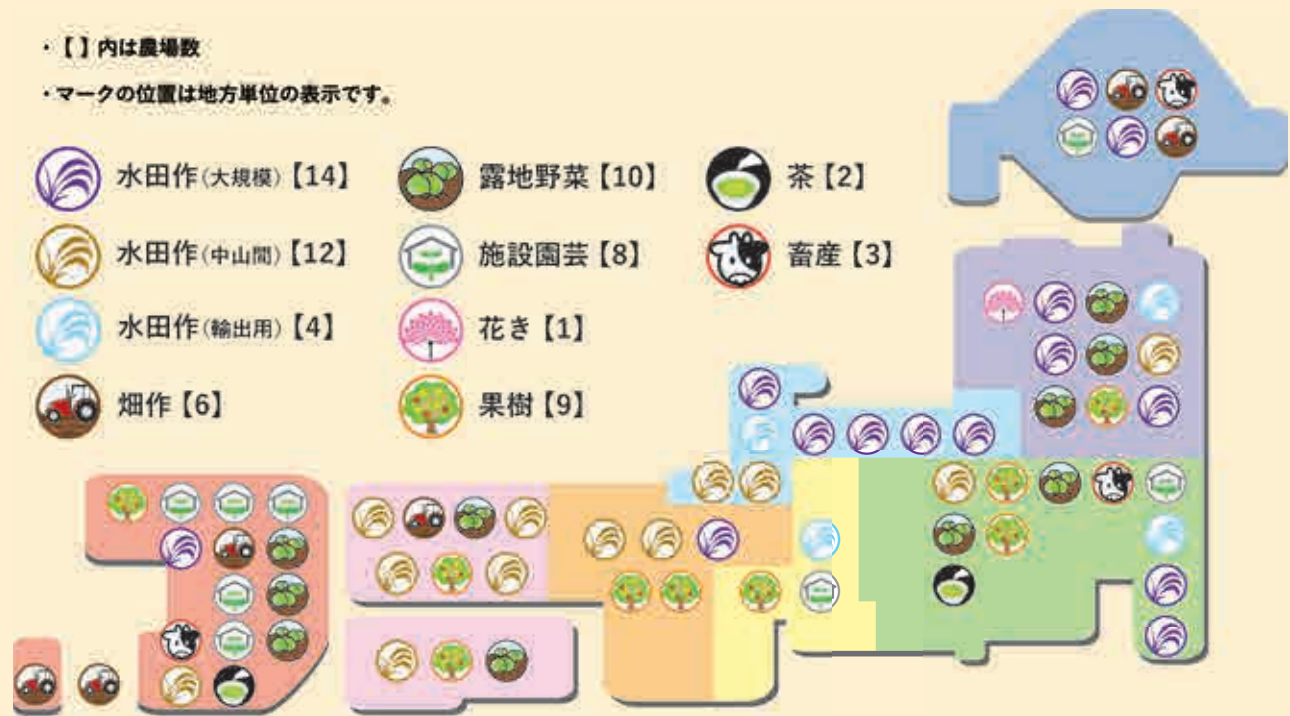 ・【 】内は農場数
・マークの位置は地方単位の表示です。
水田作(大規模)【14】
水田作(中山間)【12】
水田作(輸出用)【4】
畑作【6】
露地野菜【10】
施設園芸【8】
花き【1】
果樹【9】
茶【2】
畜産【3】